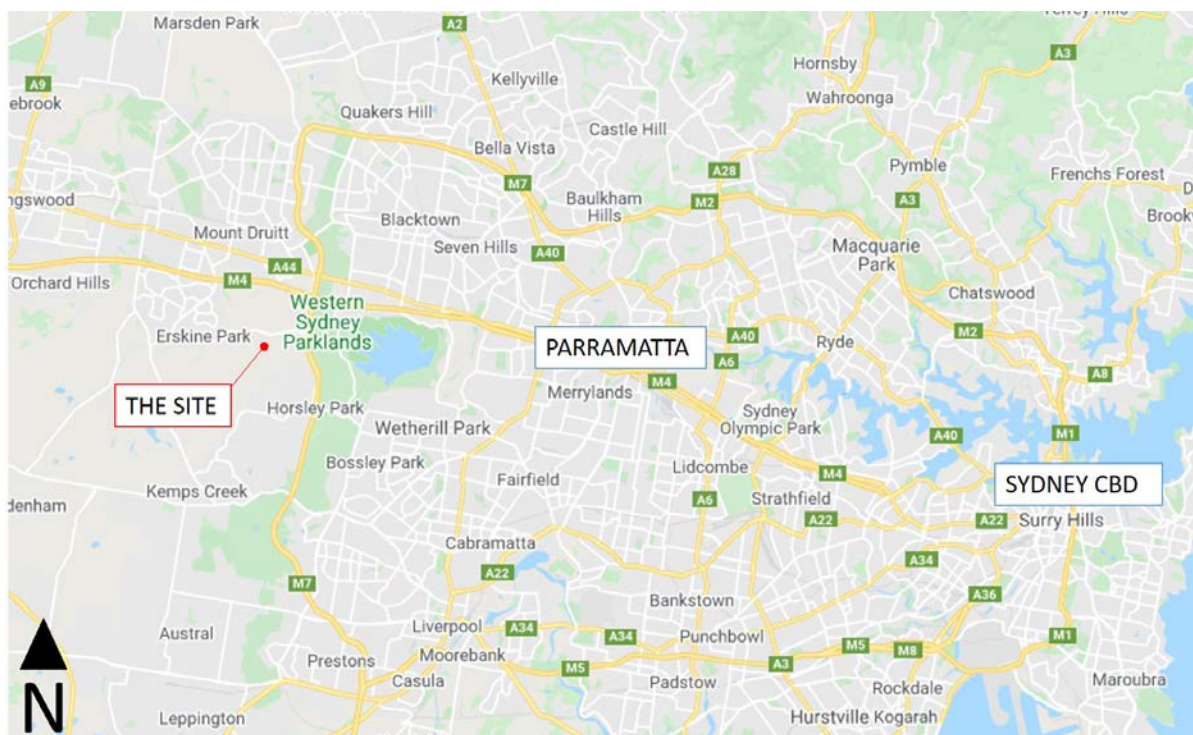 Marsden Park
A2
Terrey Hills
A3
Hornsby
Kellyville
A9
ebrook
Wahroonga
Quakers Hill
Castle Hill
Bella Vista
Pymble
A28
Frenchs Forest
M7
Baulkham
Hills
M2
A3
ngswood
D
Blacktown
Brook
Mount Druitt
Seven Hills
A40
Macquarie
Park
A44
M4
Orchard Hills
Chatswood
Western
Sydney
Parklands
M2
Erskine Park
PARRAMATTA
A40
Ryde
A6
A8
M4
Merrylands
THE SITE
Horsley Park
Sydney
Olympic Park
Wetherill Park
A40
M1
Bossley Park
Lidcombe
M4
Fairfield
SYDNEY CBD
Kemps Creek
A6
Strathfield
denham
A22
A22
Surry Hills
Cabramatta
A34
A22
M7
A36
Bankstown
Austral
Liverpool
A34
A34
Punchbowl
M1
Moorebank
M5
M8
Prestons
M5
A3
Casula
Padstow
Rockdale
Maroubra
N
Leppington
Hurstville
Kogarah